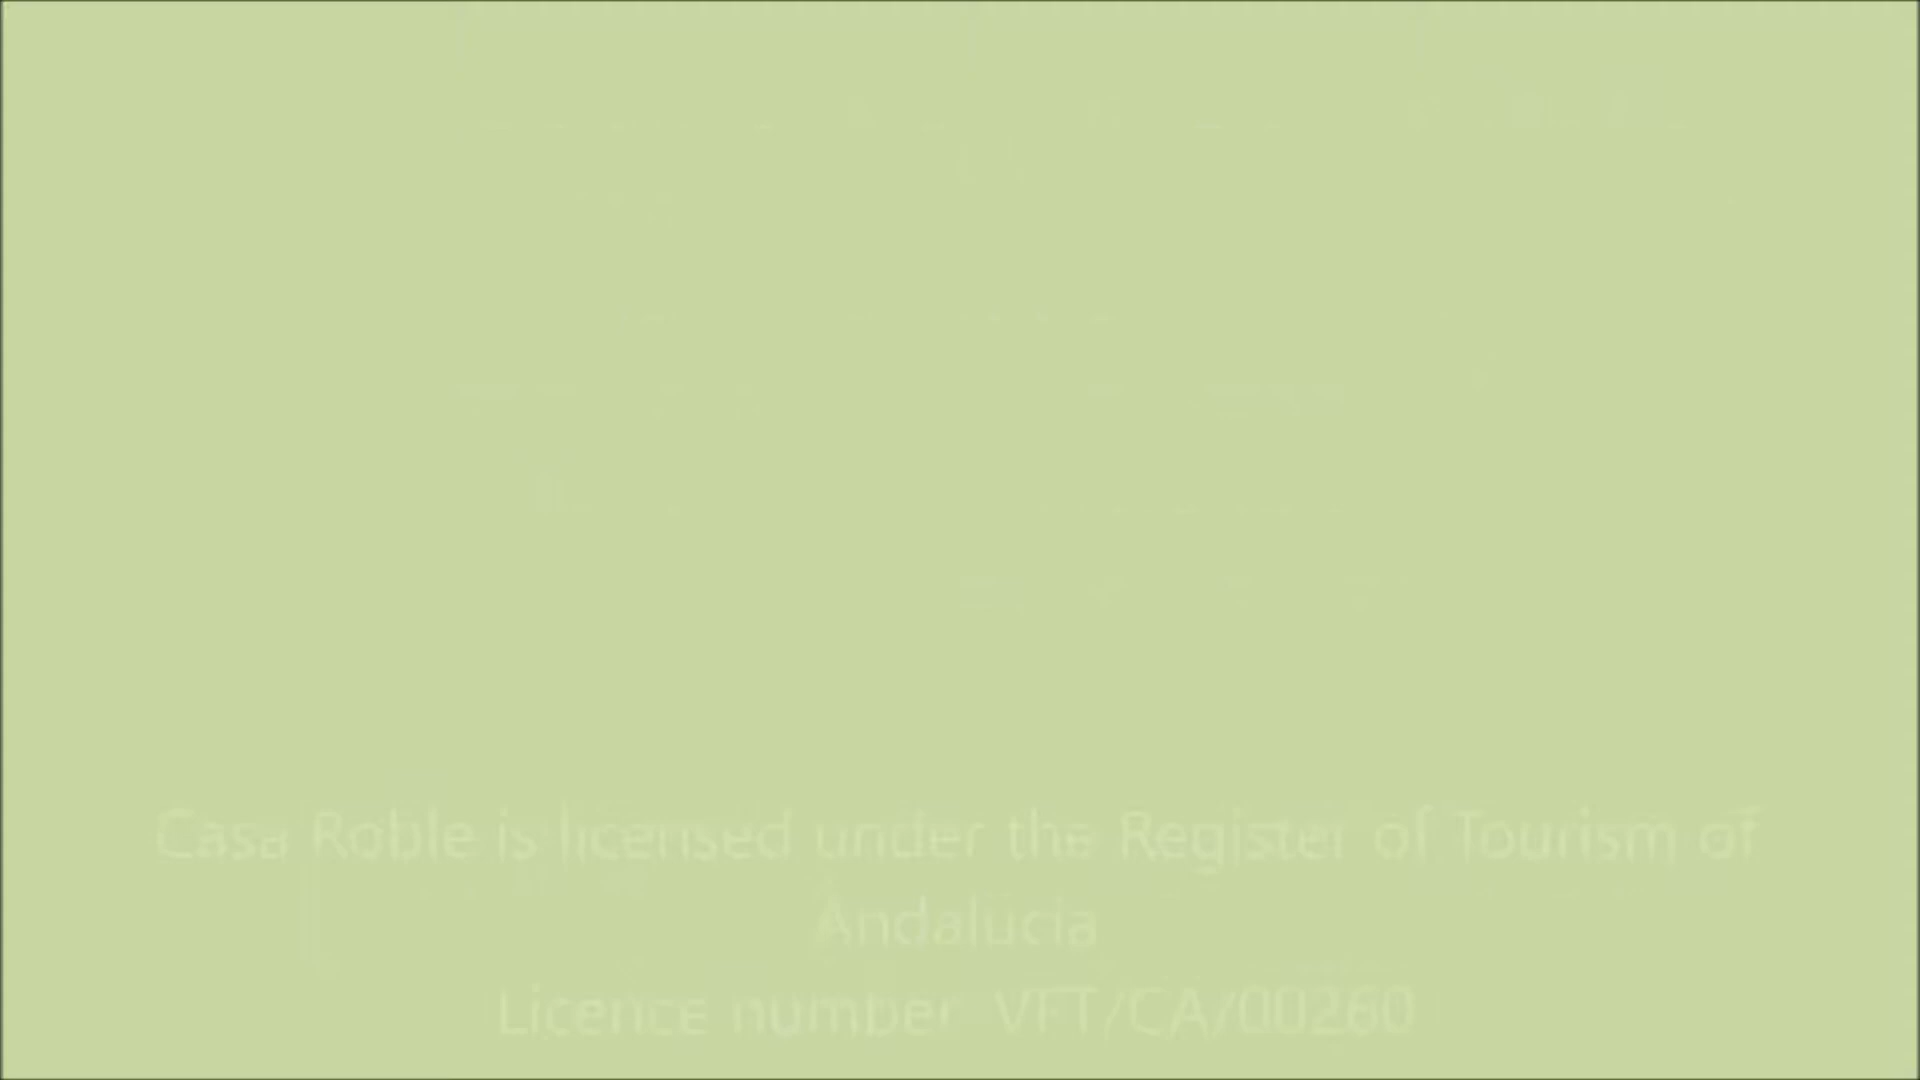 Casa Roble is licensed under the Register of Tourism of
Andalucia
Licence number VFT/CA/00260